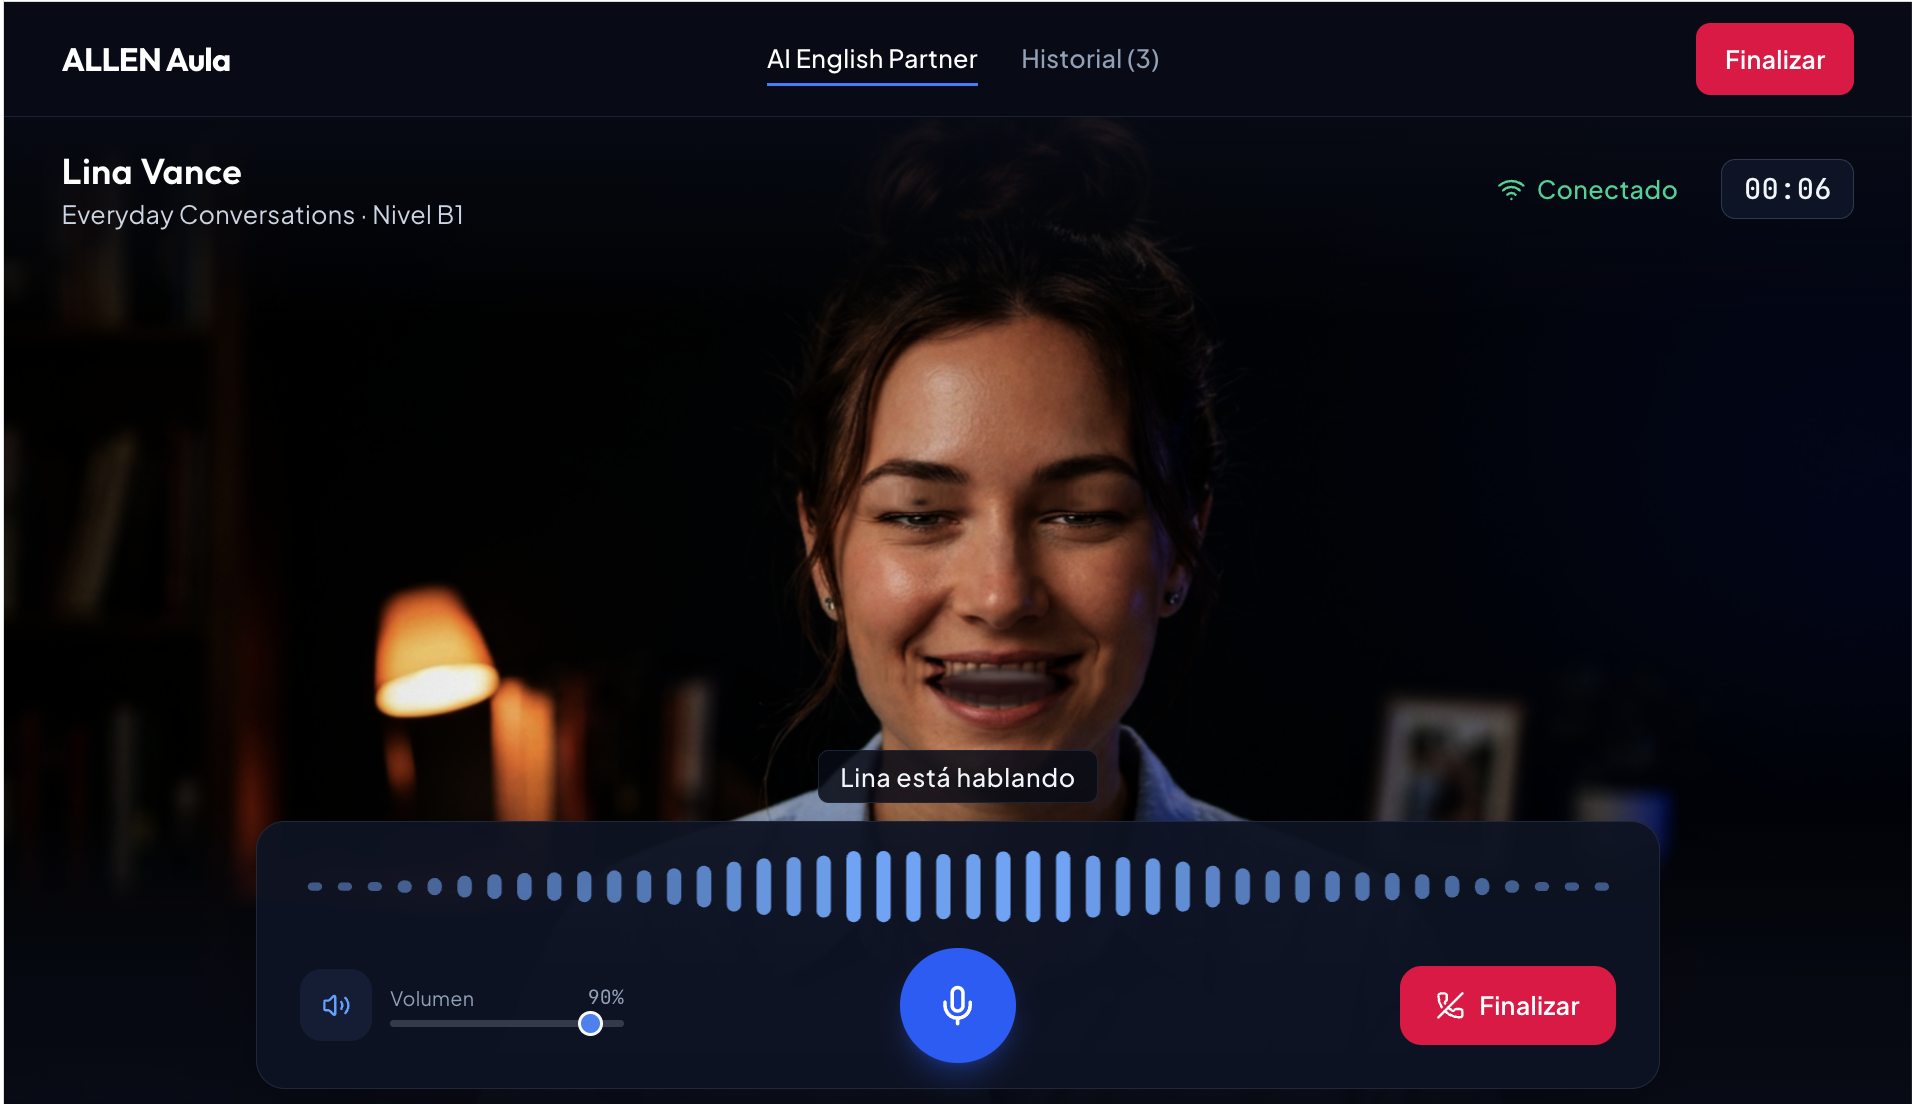 ALLEN Aula
AI English Partner
Historial (3)
Finalizar
Lina Vance
Everyday Conversations · Nivel B1
Conectado
00:06
Lina está hablando
Volumen
90%
Finalizar